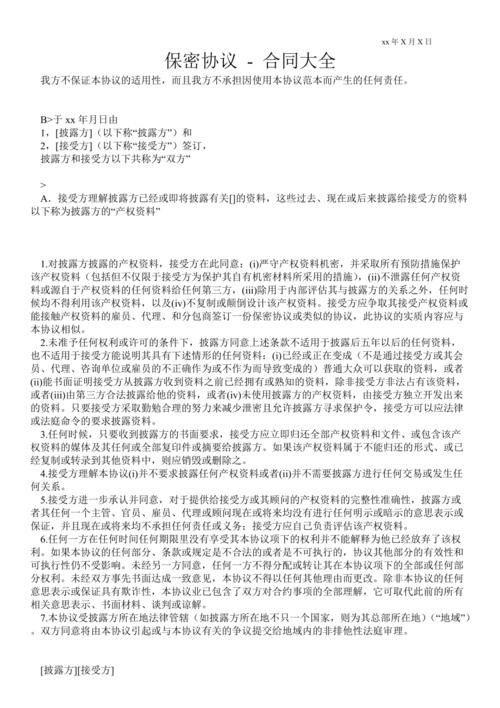 xx年X月X日
保密协议 - 合同大全
我方不保证本协议的适用性，而且我方不承担因使用本协议范本而产生的任何责任。
B>于xx年月日由
1，[披露方]（以下称“披露方”）和
2，[接受方]（以下称“接受方”）签订，
披露方和接受方以下共称为“双方”
>
A．接受方理解披露方已经或即将披露有关[]的资料，这些过去、现在或后来披露给接受方的资料
以下称为披露方的“产权资料”
1.对披露方披露的产权资料，接受方在此同意：(i)严守产权资料机密，并采取所有预防措施保护
该产权资料（包括但不仅限于接受方为保护其自有机密材料所采用的措施），(ii)不泄露任何产权资
料或源自于产权资料的任何资料给任何第三方，(iii)除用于内部评估其与披露方的关系之外，任何时
候均不得利用该产权资料，以及(iv)不复制或颠倒设计该产权资料。接受方应争取其接受产权资料或
能接触产权资料的雇员、代理、和分包商签订一份保密协议或类似的协议，此协议的实质内容应与
本协议相似。
2.未准予任何权利或许可的条件下，披露方同意上述条款不适用于披露后五年以后的任何资料，
也不适用于接受方能说明其具有下述情形的任何资料：(i)已经或正在变成（不是通过接受方或其会
员、代理、咨询单位或雇员的不正确作为或不作为而导致变成的）普通大众可以获取的资料，或者
(ii)能书面证明接受方从披露收到资料之前已经拥有或熟知的资料，除非接受方非法占有该资料，
或者(iii)由第三方合法披露给他的资料，或者(iv)未使用披露方的产权资料，由接受方独立开发出来
的资料。只要接受方采取勤勉合理的努力来减少泄密且允许披露方寻求保护令，接受方可以应法律
或法庭命令的要求披露资料。
3.任何时候，只要收到披露方的书面要求，接受方应立即归还全部产权资料和文件、或包含该产
权资料的媒体及其任何或全部复印件或摘要给披露方。如果该产权资料属于不能归还的形式、或已
经复制或转录到其他资料中，则应销毁或删除之。
4.接受方理解本协议(i)并不要求披露任何产权资料或者(ii)并不需要披露方进行任何交易或发生任
何关系。
5.接受方进一步承认并同意，对于提供给接受方或其顾问的产权资料的完整性准确性，披露方或
者其任何一个主管、官员、雇员、代理或顾问现在或将来均没有进行任何明示或暗示的意思表示或
保证，并且现在或将来均不承担任何责任或义务；接受方应自己负责评估该产权资料。
6.任何一方在任何时间任何期限里没有享受其本协议项下的权利并不能解释为他已经放弃了该权
利。如果本协议的任何部分、条款或规定是不合法的或者是不可执行的，协议其他部分的有效性和
可执行性仍不受影响。未经另一方同意，任何一方不得分配或转让其在本协议项下的全部或任何部
分权利。未经双方事先书面达成一致意见，本协议不得以任何其他理由而更改。除非本协议的任何
意思表示或保证具有欺诈性，本协议业已包含了双方对合约事项的全部理解，它可取代此前的所有
相关意思表示、书面材料、谈判或谅解。
7.本协议受披露方所在地法律管辖（如披露方所在地不只一个国家，则为其总部所在地）（“地域”）
。双方同意将由本协议引起或与本协议有关的争议提交给地域内的非排他性法庭审理。
[披露方][接受方]